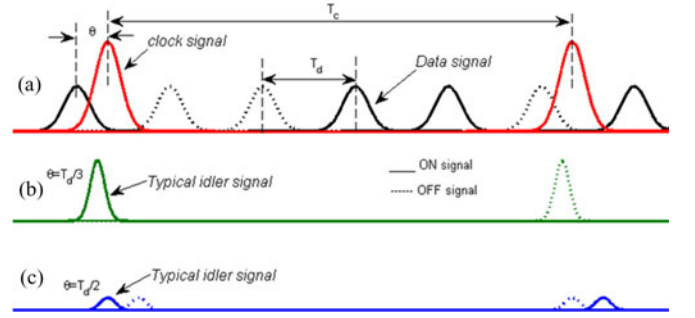 T_c
θ
clock signal
T_d
Data signal
(a)
(b)
θ=T_d/3
Typical idler signal
ON signal
OFF signal
(c)
θ=T_d/2
Typical idler signal